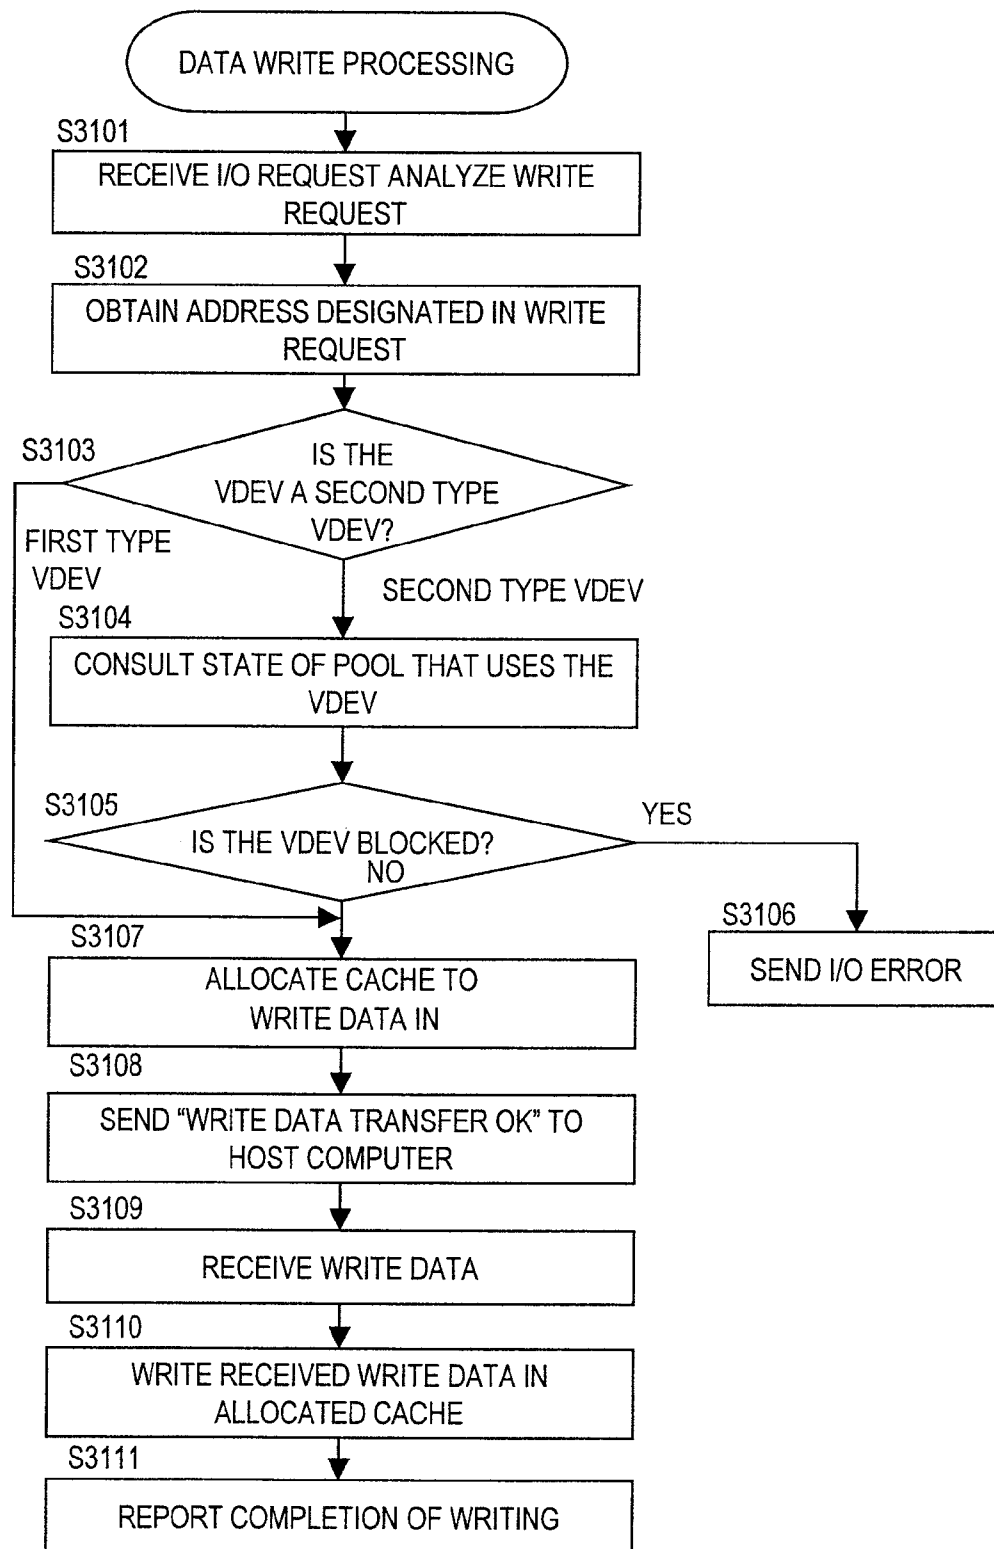 DATA WRITE PROCESSING
S3101
RECEIVE I/O REQUEST ANALYZE WRITE
REQUEST
S3102
OBTAIN ADDRESS DESIGNATED IN WRITE
REQUEST
S3103
IS THE
VDEV A SECOND TYPE
VDEV?
FIRST TYPE
VDEV
SECOND TYPE VDEV
S3104
CONSULT STATE OF POOL THAT USES THE
VDEV
S3105
IS THE VDEV BLOCKED?
YES
NO
S3106
SEND I/O ERROR
S3107
ALLOCATE CACHE TO
WRITE DATA IN
S3108
SEND “WRITE DATA TRANSFER OK” TO
HOST COMPUTER
S3109
RECEIVE WRITE DATA
S3110
WRITE RECEIVED WRITE DATA IN
ALLOCATED CACHE
S3111
REPORT COMPLETION OF WRITING